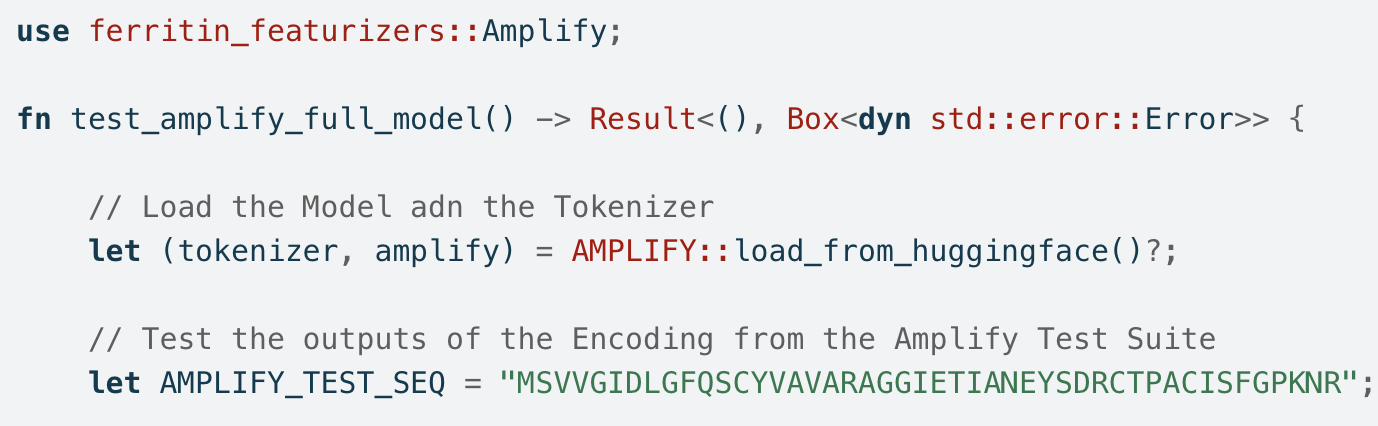 use ferritin_featurizers::Amplify;
fn test_amplify_full_model() -> Result<(), Box<dyn std::error::Error>> {
// Load the Model adn the Tokenizer
let (tokenizer, amplify) = AMPLIFY::load_from_huggingface()?;
// Test the outputs of the Encoding from the Amplify Test Suite
let AMPLIFY_TEST_SEQ = "MSVVGIDLGFQSCYVAVARAGGIETIANEYSDRCTPACISFGPKNR";